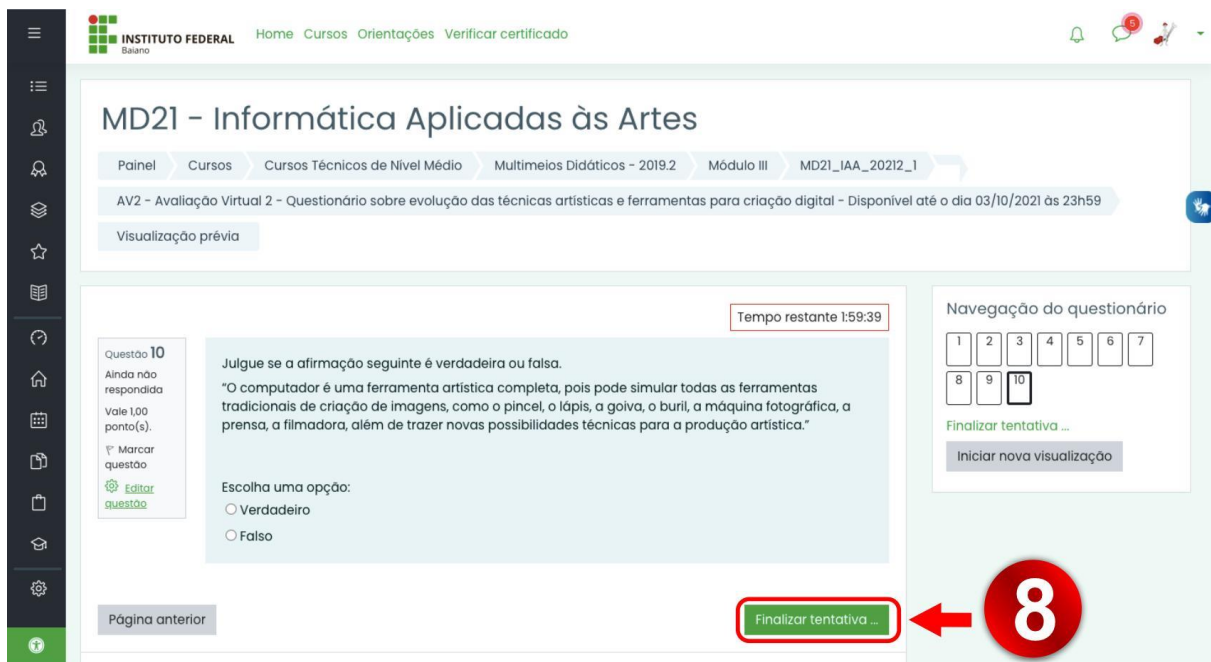 INSTITUTO FEDERAL
Baiano
Home Cursos Orientações Verificar certificado
5
MD21 - Informática Aplicadas às Artes
Painel Cursos Cursos Técnicos de Nível Médio Multimeios Didáticos - 2019.2 Módulo III MD21_IAA_20212_1
AV2 - Avaliação Virtual 2 - Questionário sobre evolução das técnicas artísticas e ferramentas para criação digital - Disponível até o dia 03/10/2021 às 23h59
Visualização prévia
Tempo restante 1:59:39
Questão 10
Ainda não
respondida
Vale 1,00
ponto(s).
Marcar
questão
Editar
questão
Julgue se a afirmação seguinte é verdadeira ou falsa.
"O computador é uma ferramenta artística completa, pois pode simular todas as ferramentas
tradicionais de criação de imagens, como o pincel, o lápis, a goiva, o buril, a máquina fotográfica, a
prensa, a filmadora, além de trazer novas possibilidades técnicas para a produção artística."
Escolha uma opção:
Verdadeiro
Falso
Página anterior
Finalizar tentativa ...
8
Navegação do questionário
1 2 3 4 5 6 7
8 9 10
Finalizar tentativa ...
Iniciar nova visualização